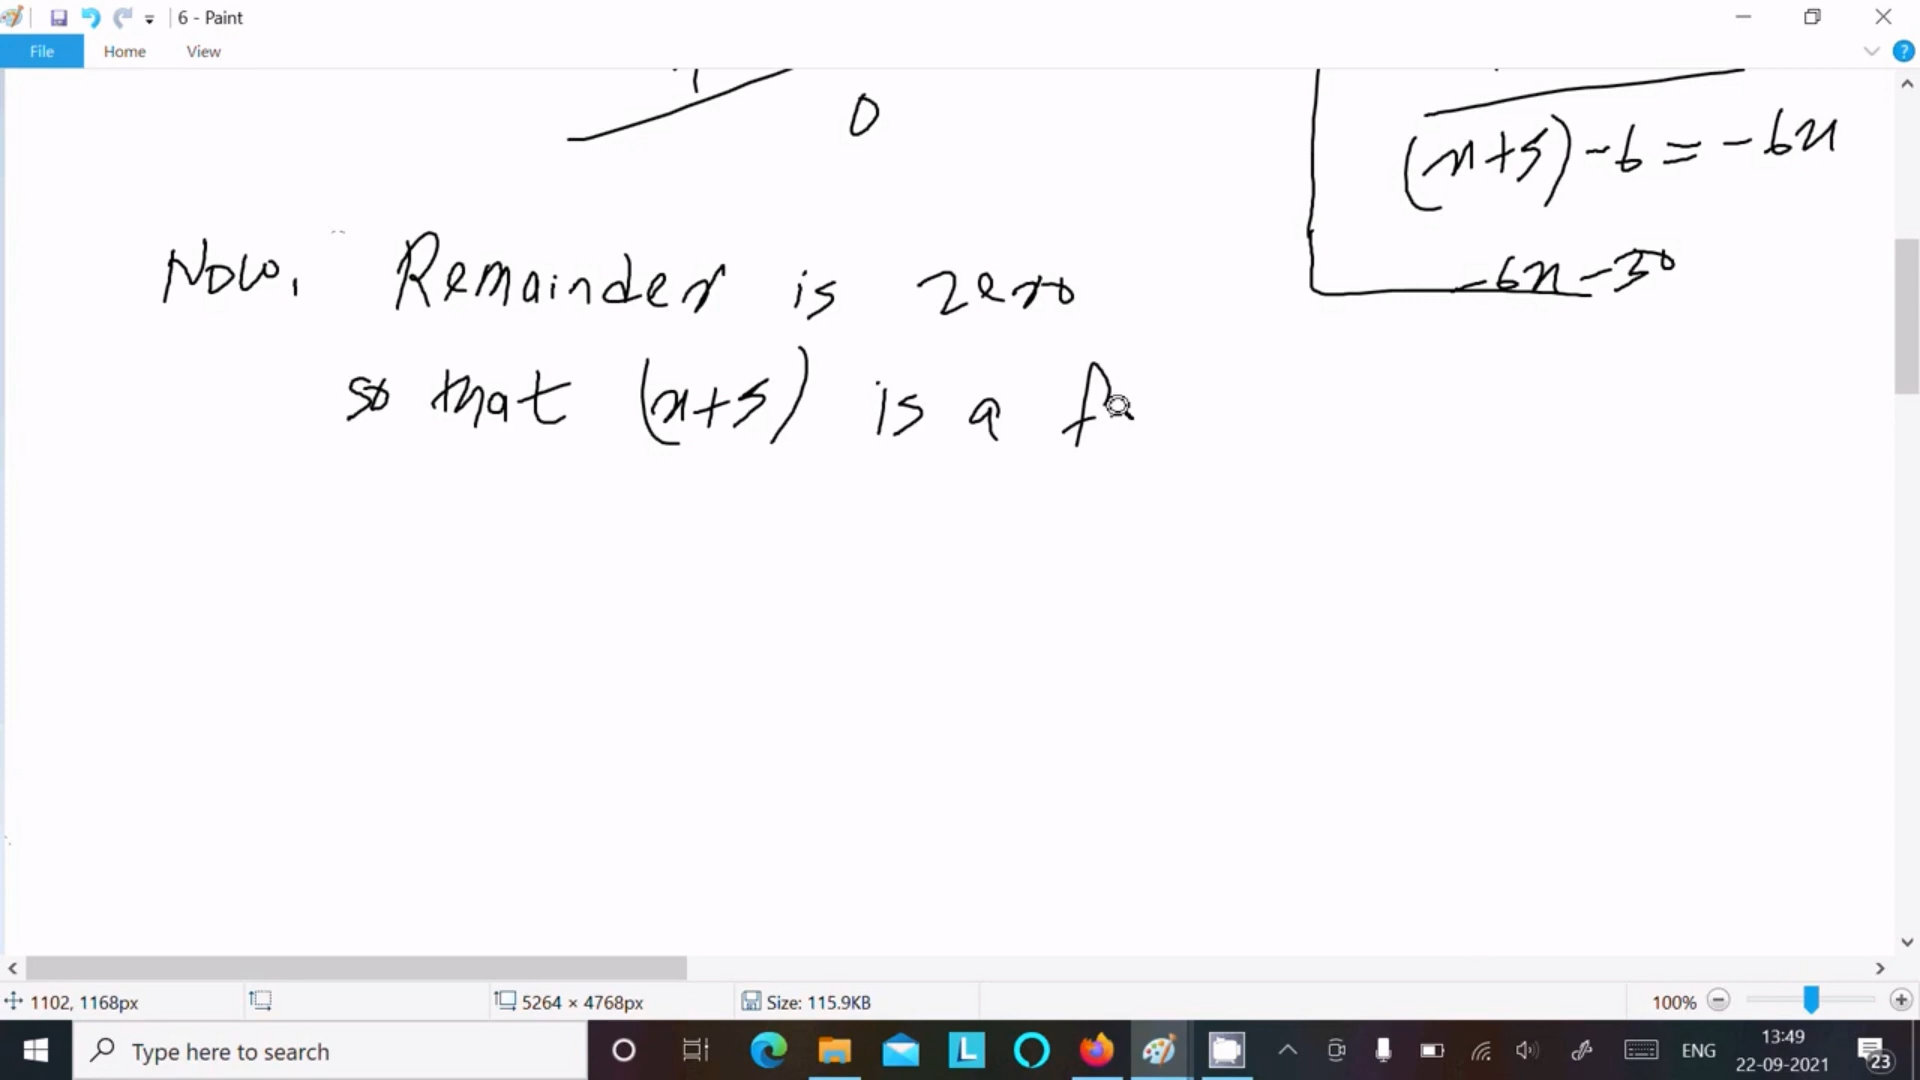 6 - Paint
File Home View
0
(x+5) -6 = -6x
-6x -30
Now, Remainder is zero
so that (x+5) is a fa
1102, 1168px 5264 × 4768px Size: 115.9KB 100%
Type here to search L ENG 13:49
22-09-2021 23